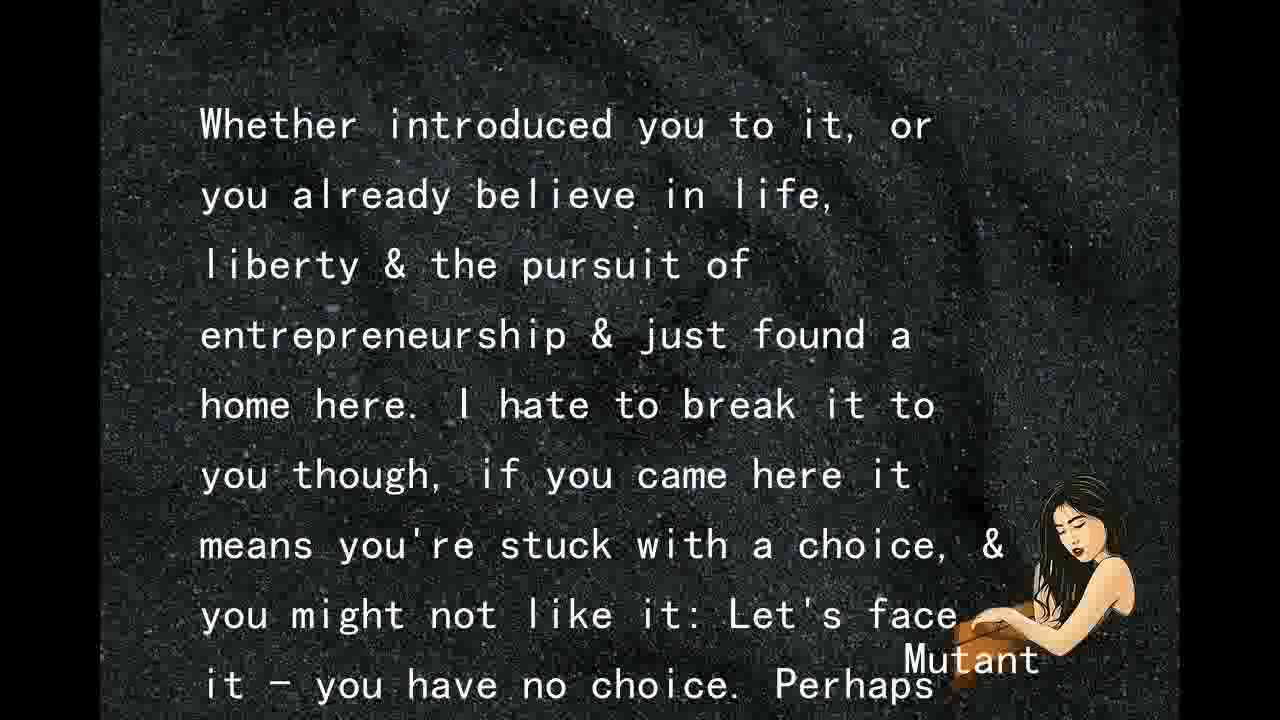 Whether introduced you to it, or
you already believe in life,
liberty & the pursuit of
entrepreneurship & just found a
home here. I hate to break it to
you though, if you came here it
means you're stuck with a choice, &
you might not like it: Let's face
it – you have no choice. Perhaps
Mutant